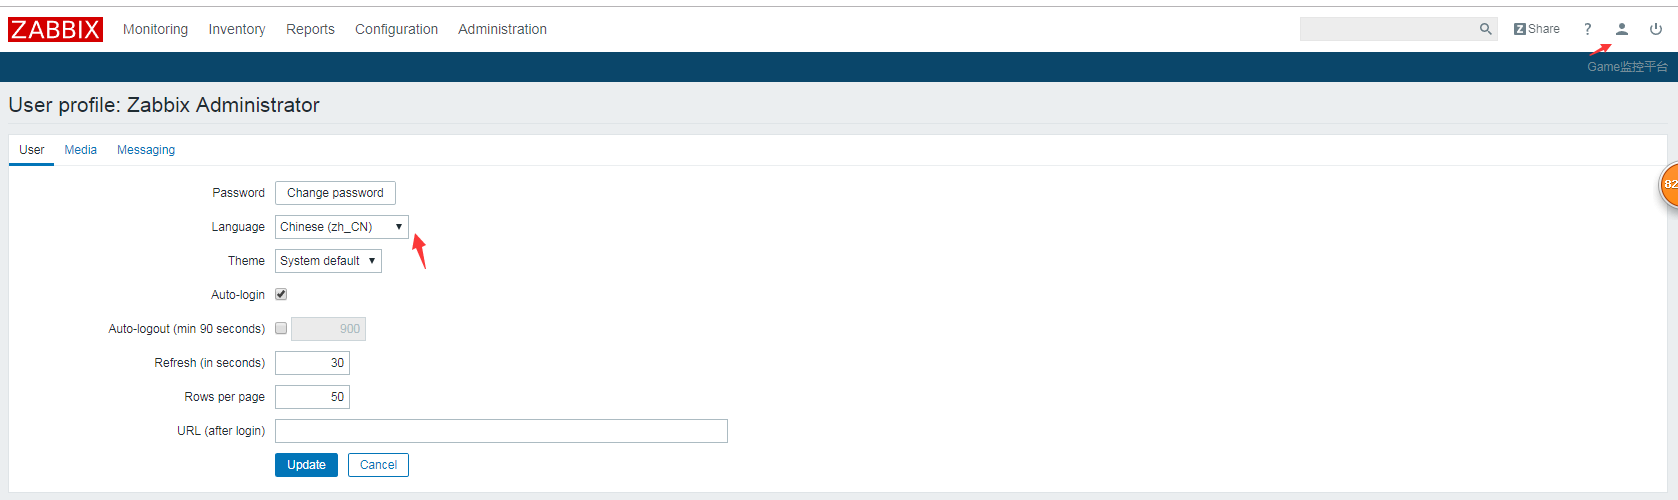 ZABBIX Monitoring Inventory Reports Configuration Administration Z Share ?
Game监控平台
User profile: Zabbix Administrator
User Media Messaging
82
Password Change password
Language Chinese (zh_CN)
Theme System default
Auto-login
Auto-logout (min 90 seconds) 900
Refresh (in seconds) 30
Rows per page 50
URL (after login)
Update Cancel